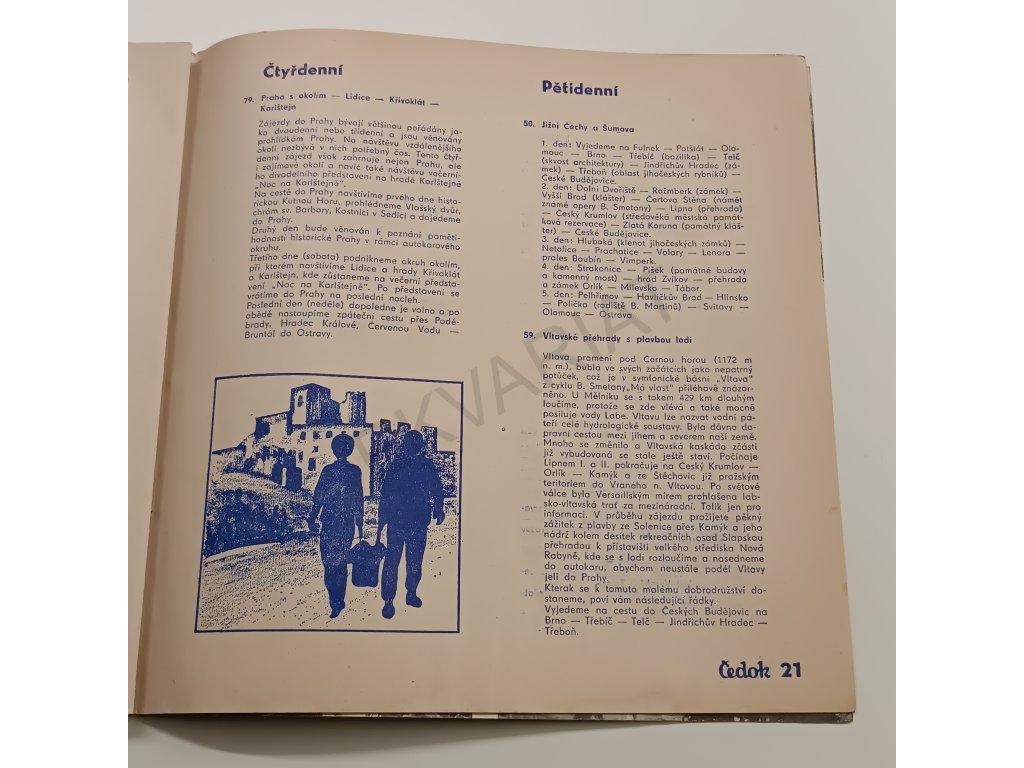 Čtyřdenní
79. Praha s okolím — Lidice — Křivoklát —
Karlštejn
Zájezdy do Prahy bývají většinou pořádány ja-
ko dvoudenní nebo třídenní a jsou věnovány
prohlídkám Prahy. Na návštěvu vzdálenějšího
okolí nezbývá v nich potřebný čas. Tento čtyř-
denní zájezd však zahrnuje nejen Prahu, ale
i zajímavé okolí a navíc také návštěvu večerní-
ho divadelního představení na hradě Karlštejně
„Noc na Karlštejně".
Na cestě do Prahy navštívíme prvého dne histo-
rickou Kutnou Horu, prohlédneme Vlašský dvůr,
chrám sv. Barbory, Kostnici v Sedlci a dojedeme
do Prahy.
Druhý den bude věnován k poznání paměti-
hodností historické Prahy v rámci autokarového
okruhu.
Třetího dne (sobota) podnikneme okruh okolím,
při kterém navštívíme Lidice a hrady Křivoklát
a Karlštejn, kde zůstaneme na večerní předsta-
vení „Noc na Karlštejně". Po představení se
vrátíme do Prahy na poslední nocleh.
Poslední den (neděle) dopoledne je volno a po
obědě nastoupíme zpáteční cestu přes Podě-
brady, Hradec Králové, Červenou Vodu —
Bruntál do Ostravy.
Pětidenní
50. Jižní Čechy a Šumava
1. den: Vyjedeme na Fulnek — Potštát — Olo-
mouc — Brno — Třebíč (bazilika) — Telč
(skvost architektury) — Jindřichův Hradec (zá-
mek) — Třeboň (oblast jihočeských rybníků) —
České Budějovice.
2. den: Dolní Dvořiště — Rožmberk (zámek) —
Vyšší Brod (klášter) — Čertova Stěna (námět
známé opery B. Smetany) — Lipno (přehrada)
— Český Krumlov (středověká městská památ-
ková rezervace) — Zlatá Koruna (památný kláš-
ter) — České Budějovice.
3. den: Hluboká (klenot jihočeských zámků) —
Netolice — Prachatice — Volary — Lenora —
prales Boubín — Vimperk.
4. den: Strakonice — Písek (památné budovy
a kamenný most) — hrad Zvíkov — přehrada
a zámek Orlík — Milevsko — Tábor.
5. den: Pelhřimov — Havlíčkův Brod — Hlinsko
— Polička (rodiště B. Martinů) — Svitavy —
Olomouc — Ostrava.
59. Vltavské přehrady s plavbou lodí
Vltava pramení pod Černou horou (1172 m
n. m.), bublá ve svých začátcích jako nepatrný
potůček, což je v symfonické básni „Vltava"
z cyklu B. Smetany„Má vlast" přiléhavě znázor-
něno. U Mělníku se s tokem 429 km dlouhým
loučíme, protože se zde vlévá a také mocně
posiluje vody Labe. Vltavu lze nazvat vodní pá-
teří celé hydrologické soustavy. Byla dávno do-
pravní cestou mezi jihem a severem naší země.
Mnoho se změnilo a Vltavská kaskáda zčásti
již vybudovaná se stále ještě staví. Počínaje
Lipnem I. a II. pokračuje na Český Krumlov —
Orlík — Kamýk a ze Štěchovic již pražským
teritoriem do Vraného n. Vltavou. Po světové
válce byla Versaillským mírem prohlášena lab-
sko-vltavská trať za mezinárodní. Tolik jen pro
informaci. V průběhu zájezdu prožijete pěkný
zážitek z plavby ze Solenice přes Kamýk a jeho
nádrž kolem desítek rekreačních osad Slapskou
přehradou k přístavišti velkého střediska Nová
Rabyně, kde se s lodí rozloučíme a nasedneme
do autokaru, abychom neustále podél Vltavy
jeli do Prahy.
Kterak se k tomuto malému dobrodružství do-
staneme, poví vám následující řádky.
Vyjedeme na cestu do Českých Budějovic na
Brno — Třebíč — Telč — Jindřichův Hradec —
Třeboň.
čedok 21